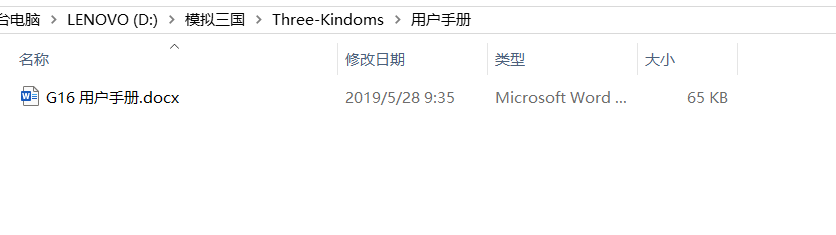 台电脑 > LENOVO (D:) > 模拟三国 > Three-Kindoms > 用户手册
名称 修改日期 类型 大小
G16 用户手册.docx 2019/5/28 9:35 Microsoft Word ... 65 KB